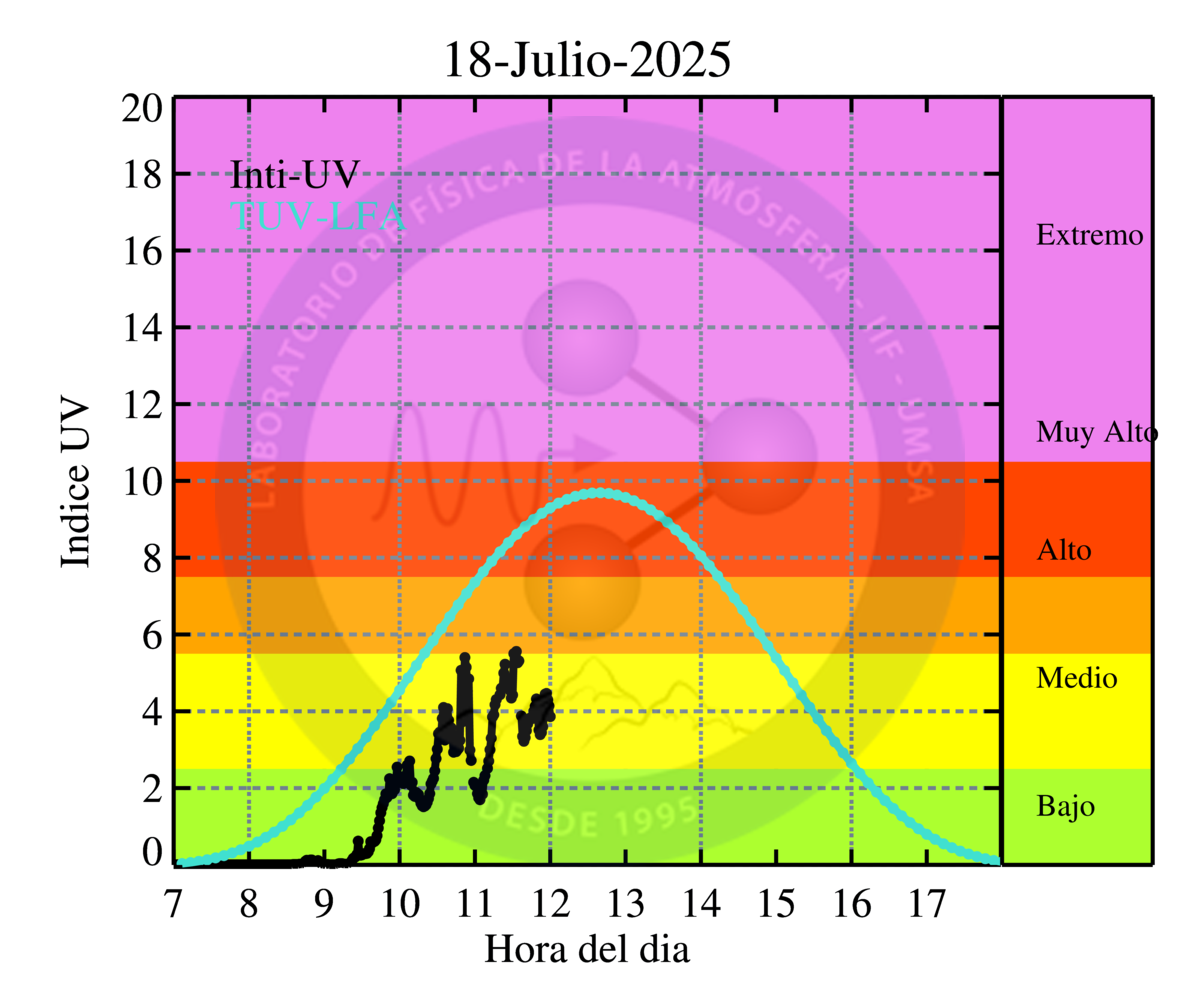 18-Julio-2025
Inti-UV
TUV-LFA
LABORATORIO DE FÍSICA DE LA ATMÓSFERA - IIF - UMSA
DESDE 1995
Indice UV
20
18
16
14
12
10
8
6
4
2
0
Extremo
Muy Alto
Alto
Medio
Bajo
7 8 9 10 11 12 13 14 15 16 17
Hora del dia